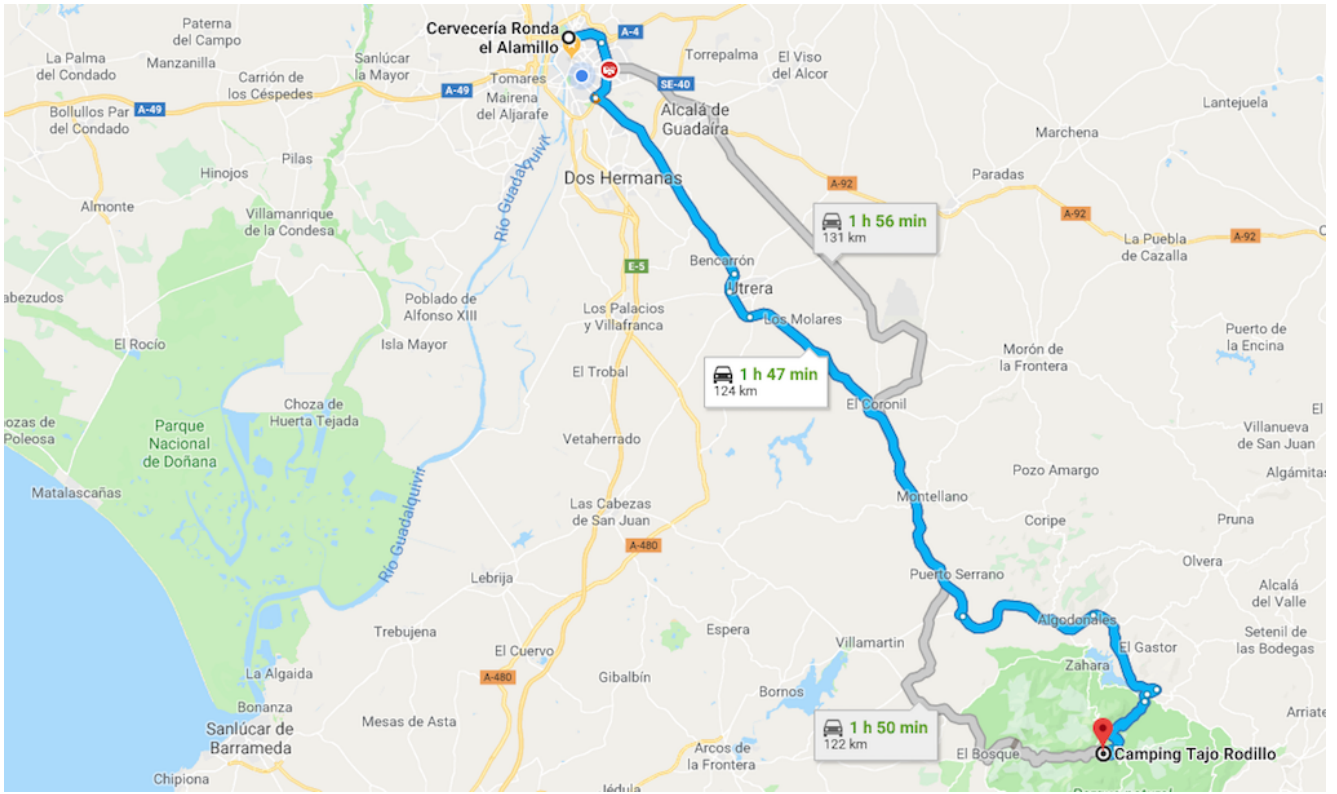 Paterna
del Campo
La Palma
del Condado
Manzanilla
Carrión de
los Céspedes
Sanlúcar
la Mayor
Cervecería Ronda
el Alamillo
A-4
Torrepalma
El Viso
del Alcor
SE-40
Tomares
A-49
A-49
Mairena
del Aljarafe
Bollullos Par
del Condado
Alcalá de
Guadaíra
Lantejuela
Marchena
Pilas
Hinojos
Dos Hermanas
Río Guadalquivir
A-92
Paradas
A-92
A-92
Almonte
Villamanrique
de la Condesa
1 h 56 min
131 km
La Puebla
de Cazalla
Bencarrón
E-5
Utrera
abezudos
Poblado de
Alfonso XIII
Los Palacios
y Villafranca
Los Molares
El Rocío
Isla Mayor
Puerto de
la Encina
Morón de
la Frontera
El Trobal
1 h 47 min
124 km
El Coronil
Choza de
Huerta Tejada
ozas de
Poleosa
Parque
Nacional
de Doñana
Vetaherrado
El
Villanueva
de San Juan
Pozo Amargo
Algámitas
Matalascañas
Montellano
Las Cabezas
de San Juan
Coripe
Pruna
A-480
Río Guadalquivir
Olvera
Lebrija
Puerto Serrano
Alcalá
del Valle
Algodonales
Trebujena
Espera
Villamartin
El Gastor
Setenil de
las Bodegas
El Cuervo
Zahara
La Algaida
A-480
Gibalbín
Bornos
Bonanza
Arriate
Mesas de Asta
Sanlúcar de
Barrameda
1 h 50 min
122 km
Arcos de
la Frontera
El Bosque
Camping Tajo Rodillo
Chipiona
Jédula
Parque natural